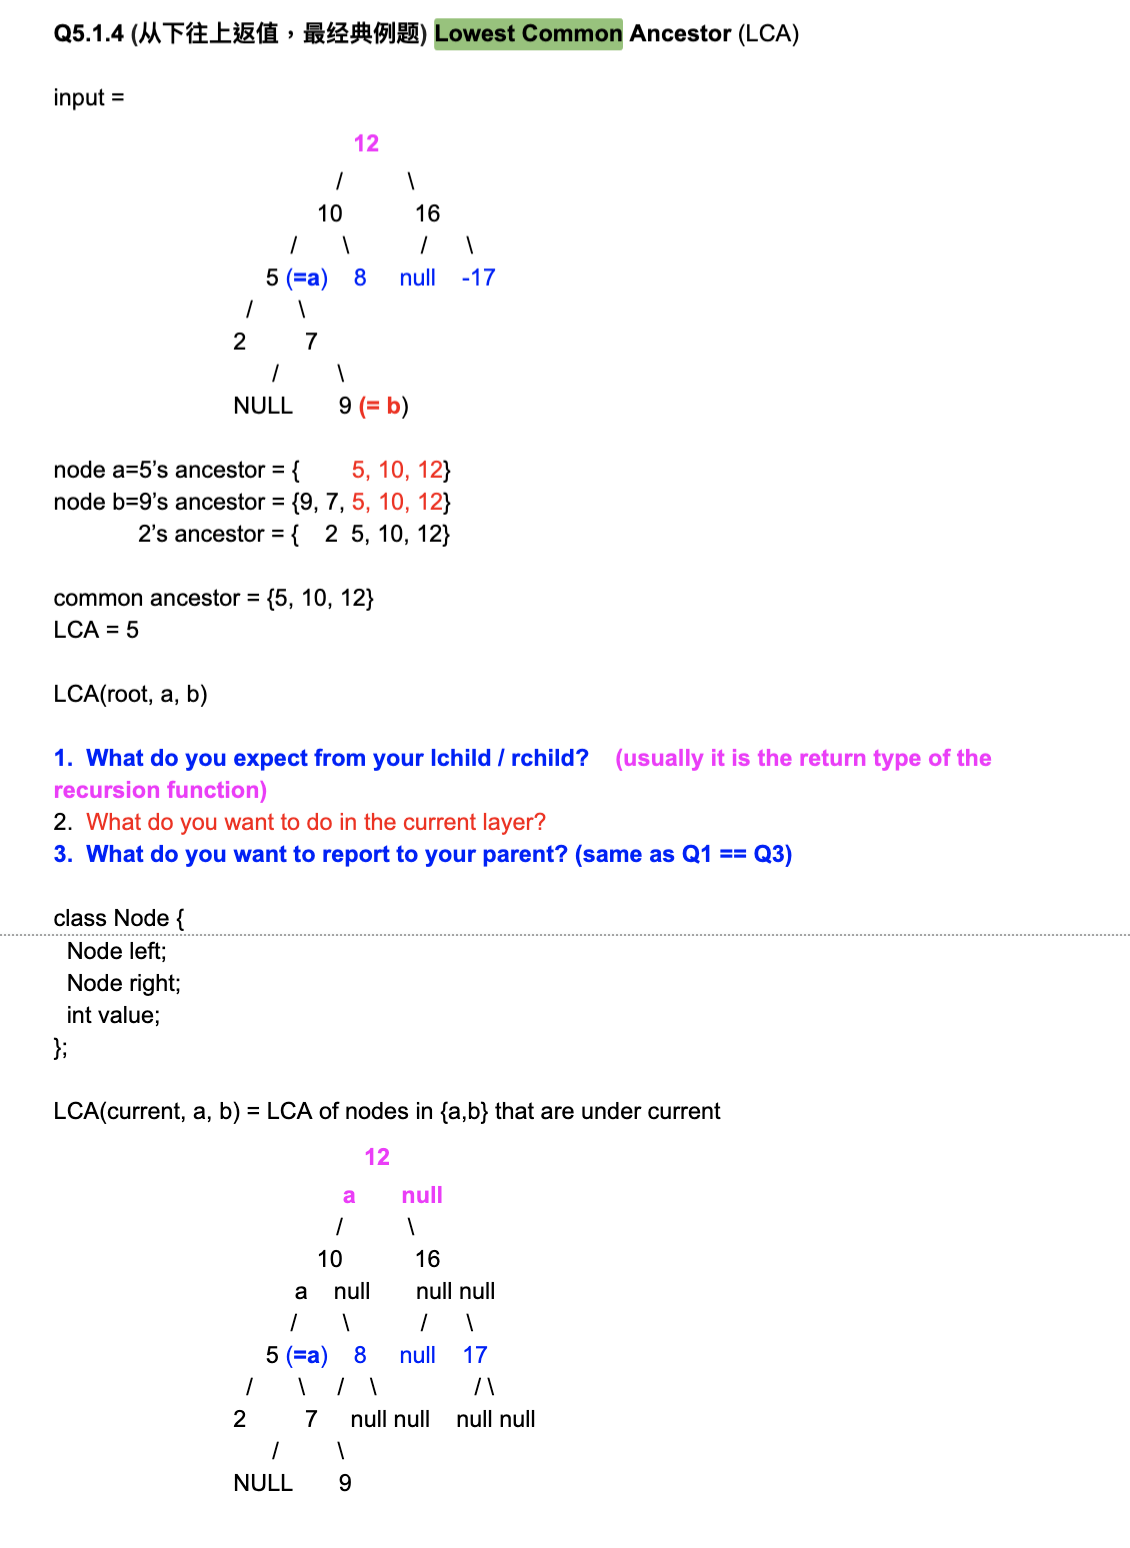 Q5.1.4 (从下往上返值，最经典例题) Lowest Common Ancestor (LCA)
input =
12
/ \
10 16
/ \ / \
5 (=a) 8 null -17
/ \
2 7
/ \
NULL 9 (= b)
node a=5’s ancestor = { 5, 10, 12}
node b=9’s ancestor = {9, 7, 5, 10, 12}
2’s ancestor = { 2 5, 10, 12}
common ancestor = {5, 10, 12}
LCA = 5
LCA(root, a, b)
1. What do you expect from your lchild / rchild? (usually it is the return type of the
recursion function)
2. What do you want to do in the current layer?
3. What do you want to report to your parent? (same as Q1 == Q3)
class Node {
Node left;
Node right;
int value;
};
LCA(current, a, b) = LCA of nodes in {a,b} that are under current
12
a null
/ \
10 16
a null null null
/ \ / \
5 (=a) 8 null 17
/ \ / \ / \
2 7 null null null null
/ \
NULL 9